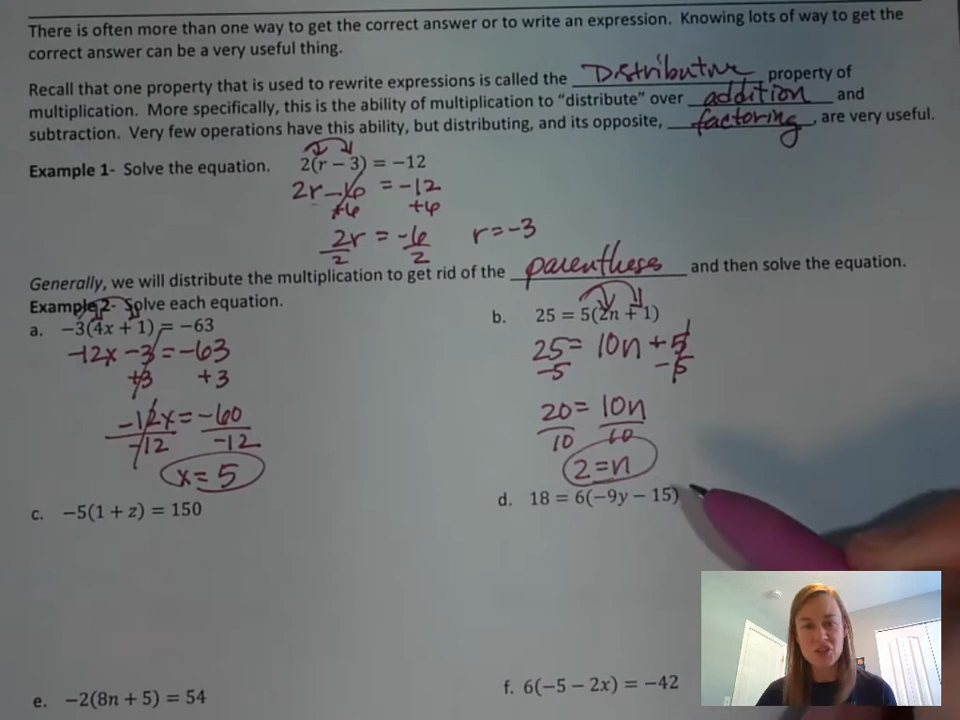 There is often more than one way to get the correct answer or to write an expression. Knowing lots of way to get the
correct answer can be a very useful thing.
Recall that one property that is used to rewrite expressions is called the Distributive property of
multiplication. More specifically, this is the ability of multiplication to "distribute" over addition and
subtraction. Very few operations have this ability, but distributing, and its opposite, factoring, are very useful.
Example 1- Solve the equation. 2(r − 3) = −12
2r − 6 = −12
+6 +6
2r = -6 r = -3
2 2
Generally, we will distribute the multiplication to get rid of the parentheses and then solve the equation.
Example 2- Solve each equation.
a. −3(4x + 1) = −63
-12x - 3 = -63
+3 +3
-12x = -60
-12 -12
x = 5
b. 25 = 5(2n + 1)
25 = 10n + 5
-5 -5
20 = 10n
10 10
2 = n
c. −5(1 + z) = 150
d. 18 = 6(−9y − 15)
e. −2(8n + 5) = 54
f. 6(−5 − 2x) = −42